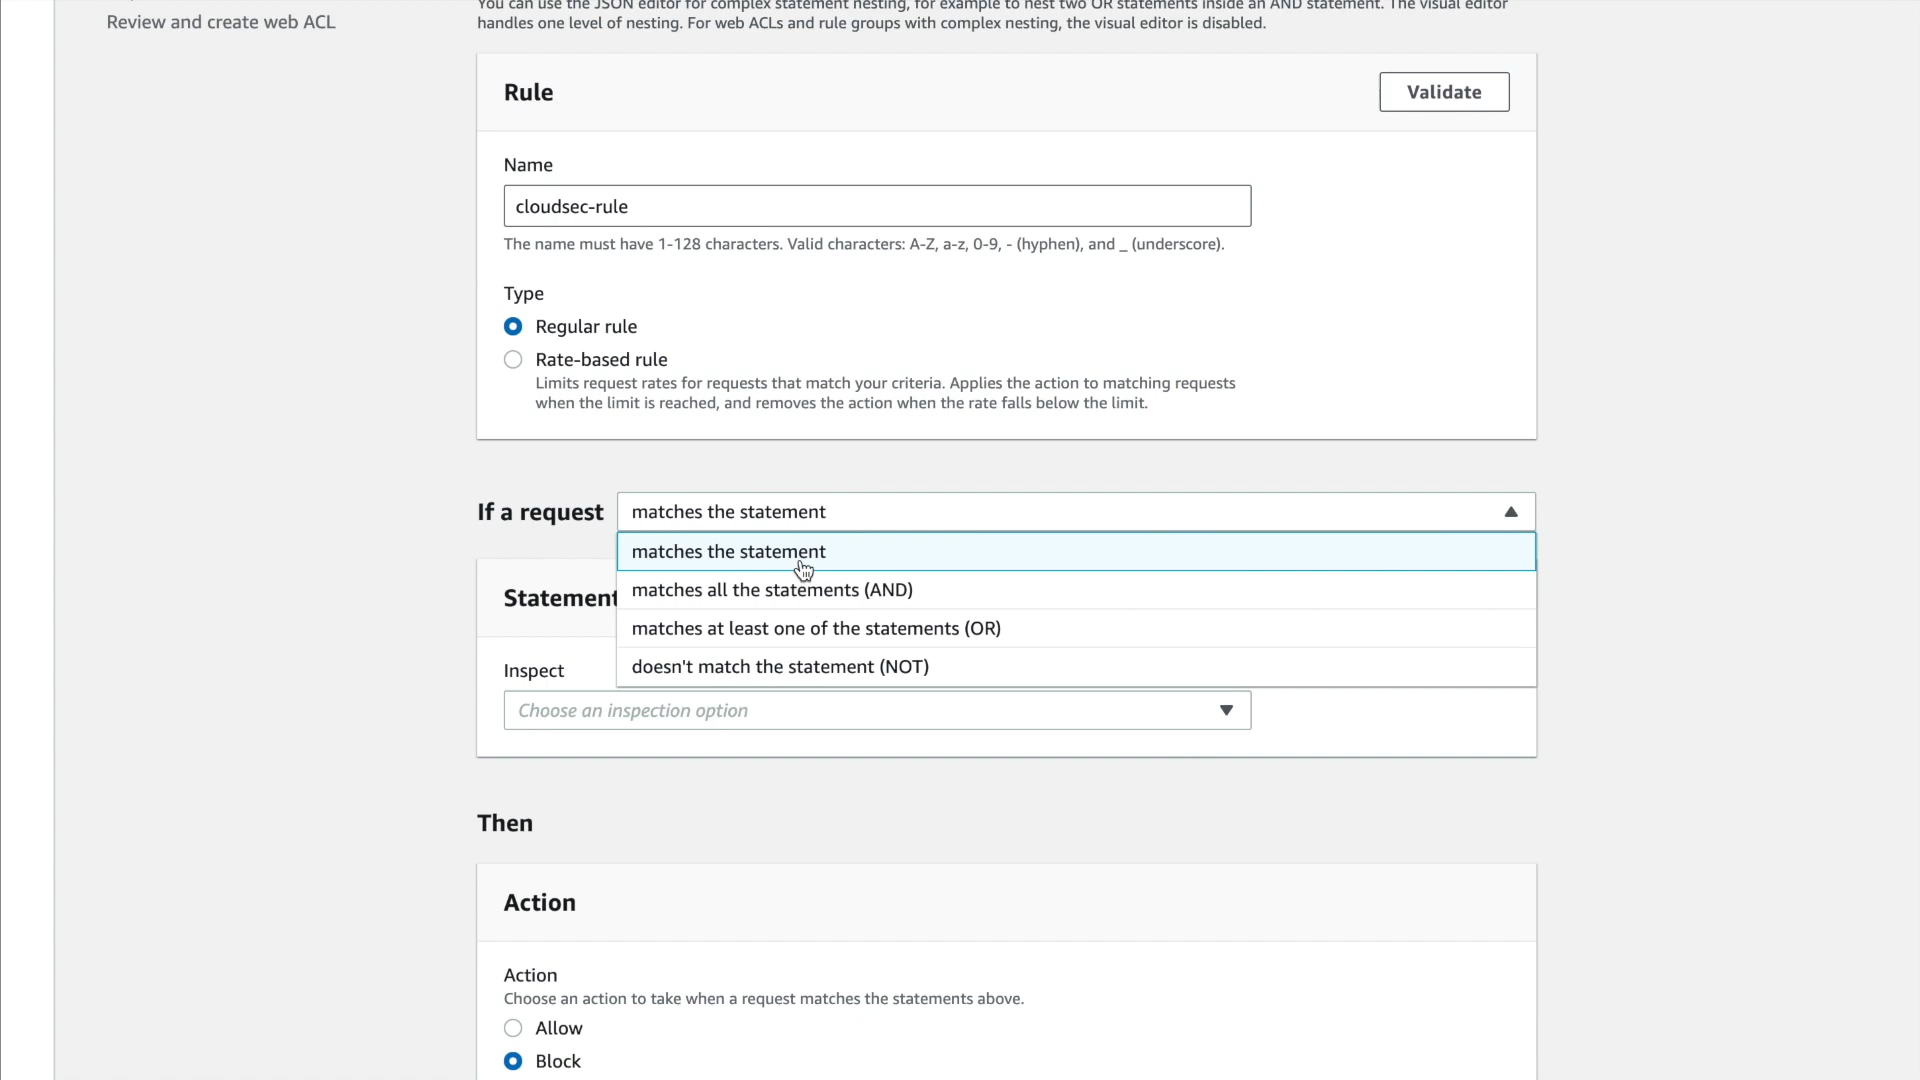 Review and create web ACL
You can use the JSON editor for complex statement nesting, for example to nest two OR statements inside an AND statement. The visual editor
handles one level of nesting. For web ACLs and rule groups with complex nesting, the visual editor is disabled.
Rule
Validate
Name
cloudsec-rule
The name must have 1-128 characters. Valid characters: A-Z, a-z, 0-9, - (hyphen), and _ (underscore).
Type
Regular rule
Rate-based rule
Limits request rates for requests that match your criteria. Applies the action to matching requests
when the limit is reached, and removes the action when the rate falls below the limit.
If a request
matches the statement
matches the statement
matches all the statements (AND)
Statement
matches at least one of the statements (OR)
doesn't match the statement (NOT)
Inspect
Choose an inspection option
Then
Action
Action
Choose an action to take when a request matches the statements above.
Allow
Block